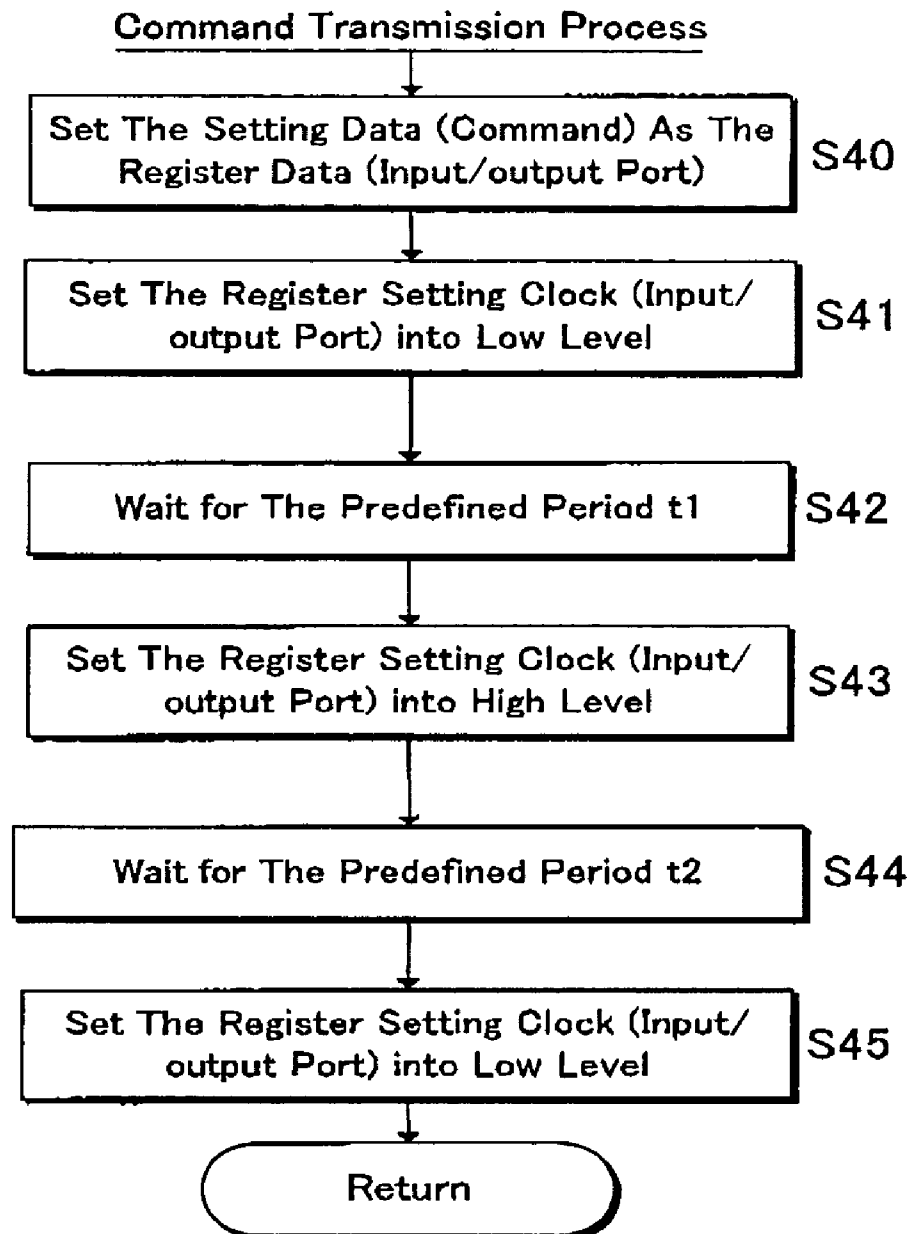 Command Transmission Process
Set The Setting Data (Command) As The
Register Data (Input/output Port)
S40
Set The Register Setting Clock (Input/
output Port) into Low Level
S41
Wait for The Predefined Period t1
S42
Set The Register Setting Clock (Input/
output Port) into High Level
S43
Wait for The Predefined Period t2
S44
Set The Register Setting Clock (Input/
output Port) into Low Level
S45
Return